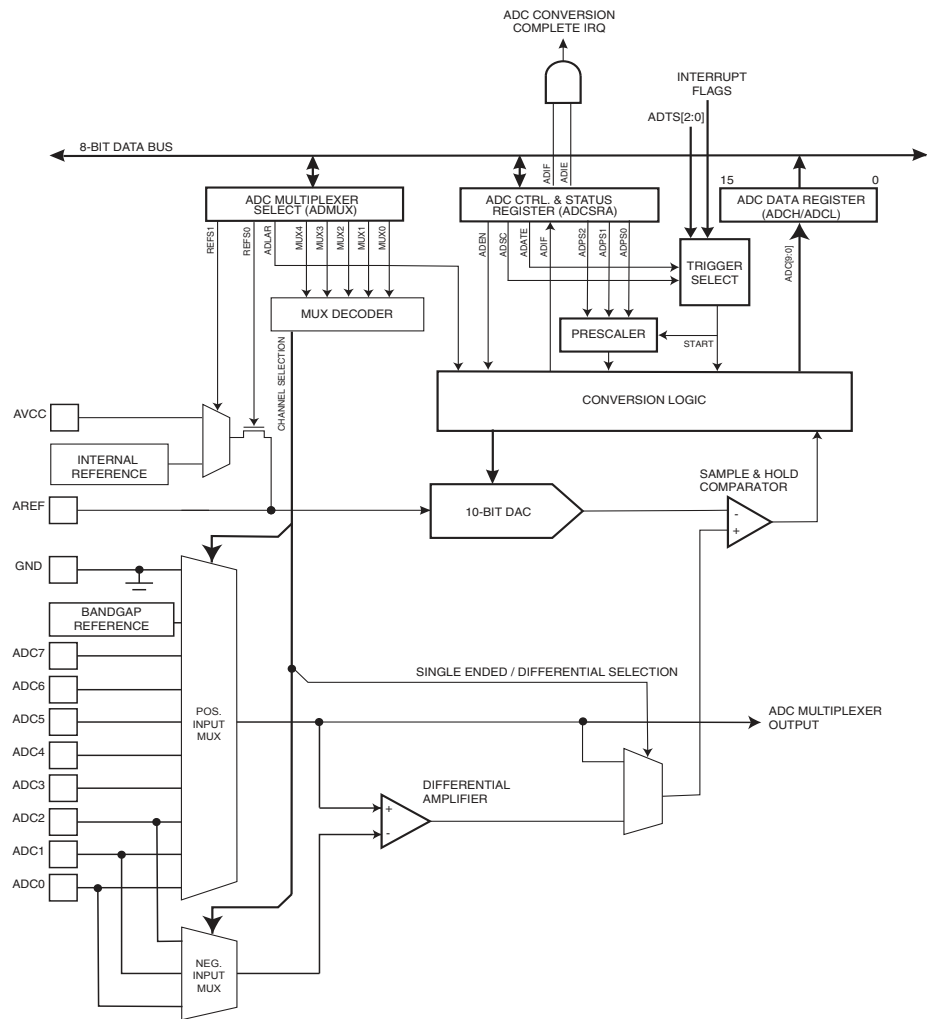 ADC CONVERSION
COMPLETE IRQ
INTERRUPT
FLAGS
ADTS[2:0]
8-BIT DATA BUS
ADIF
ADIE
15
0
ADC MULTIPLEXER
SELECT (ADMUX)
ADC CTRL. & STATUS
REGISTER (ADCSRA)
ADC DATA REGISTER
(ADCH/ADCL)
REFS1
REFS0
ADLAR
MUX4
MUX3
MUX2
MUX1
MUX0
ADEN
ADSC
ADATE
ADIF
ADPS2
ADPS1
ADPS0
ADC[9:0]
TRIGGER
SELECT
MUX DECODER
PRESCALER
START
CHANNEL SELECTION
CONVERSION LOGIC
AVCC
INTERNAL
REFERENCE
SAMPLE & HOLD
COMPARATOR
AREF
10-BIT DAC
-
+
GND
BANDGAP
REFERENCE
ADC7
SINGLE ENDED / DIFFERENTIAL SELECTION
ADC6
POS.
INPUT
MUX
ADC5
ADC MULTIPLEXER
OUTPUT
ADC4
ADC3
DIFFERENTIAL
AMPLIFIER
ADC2
+
-
ADC1
ADC0
NEG.
INPUT
MUX